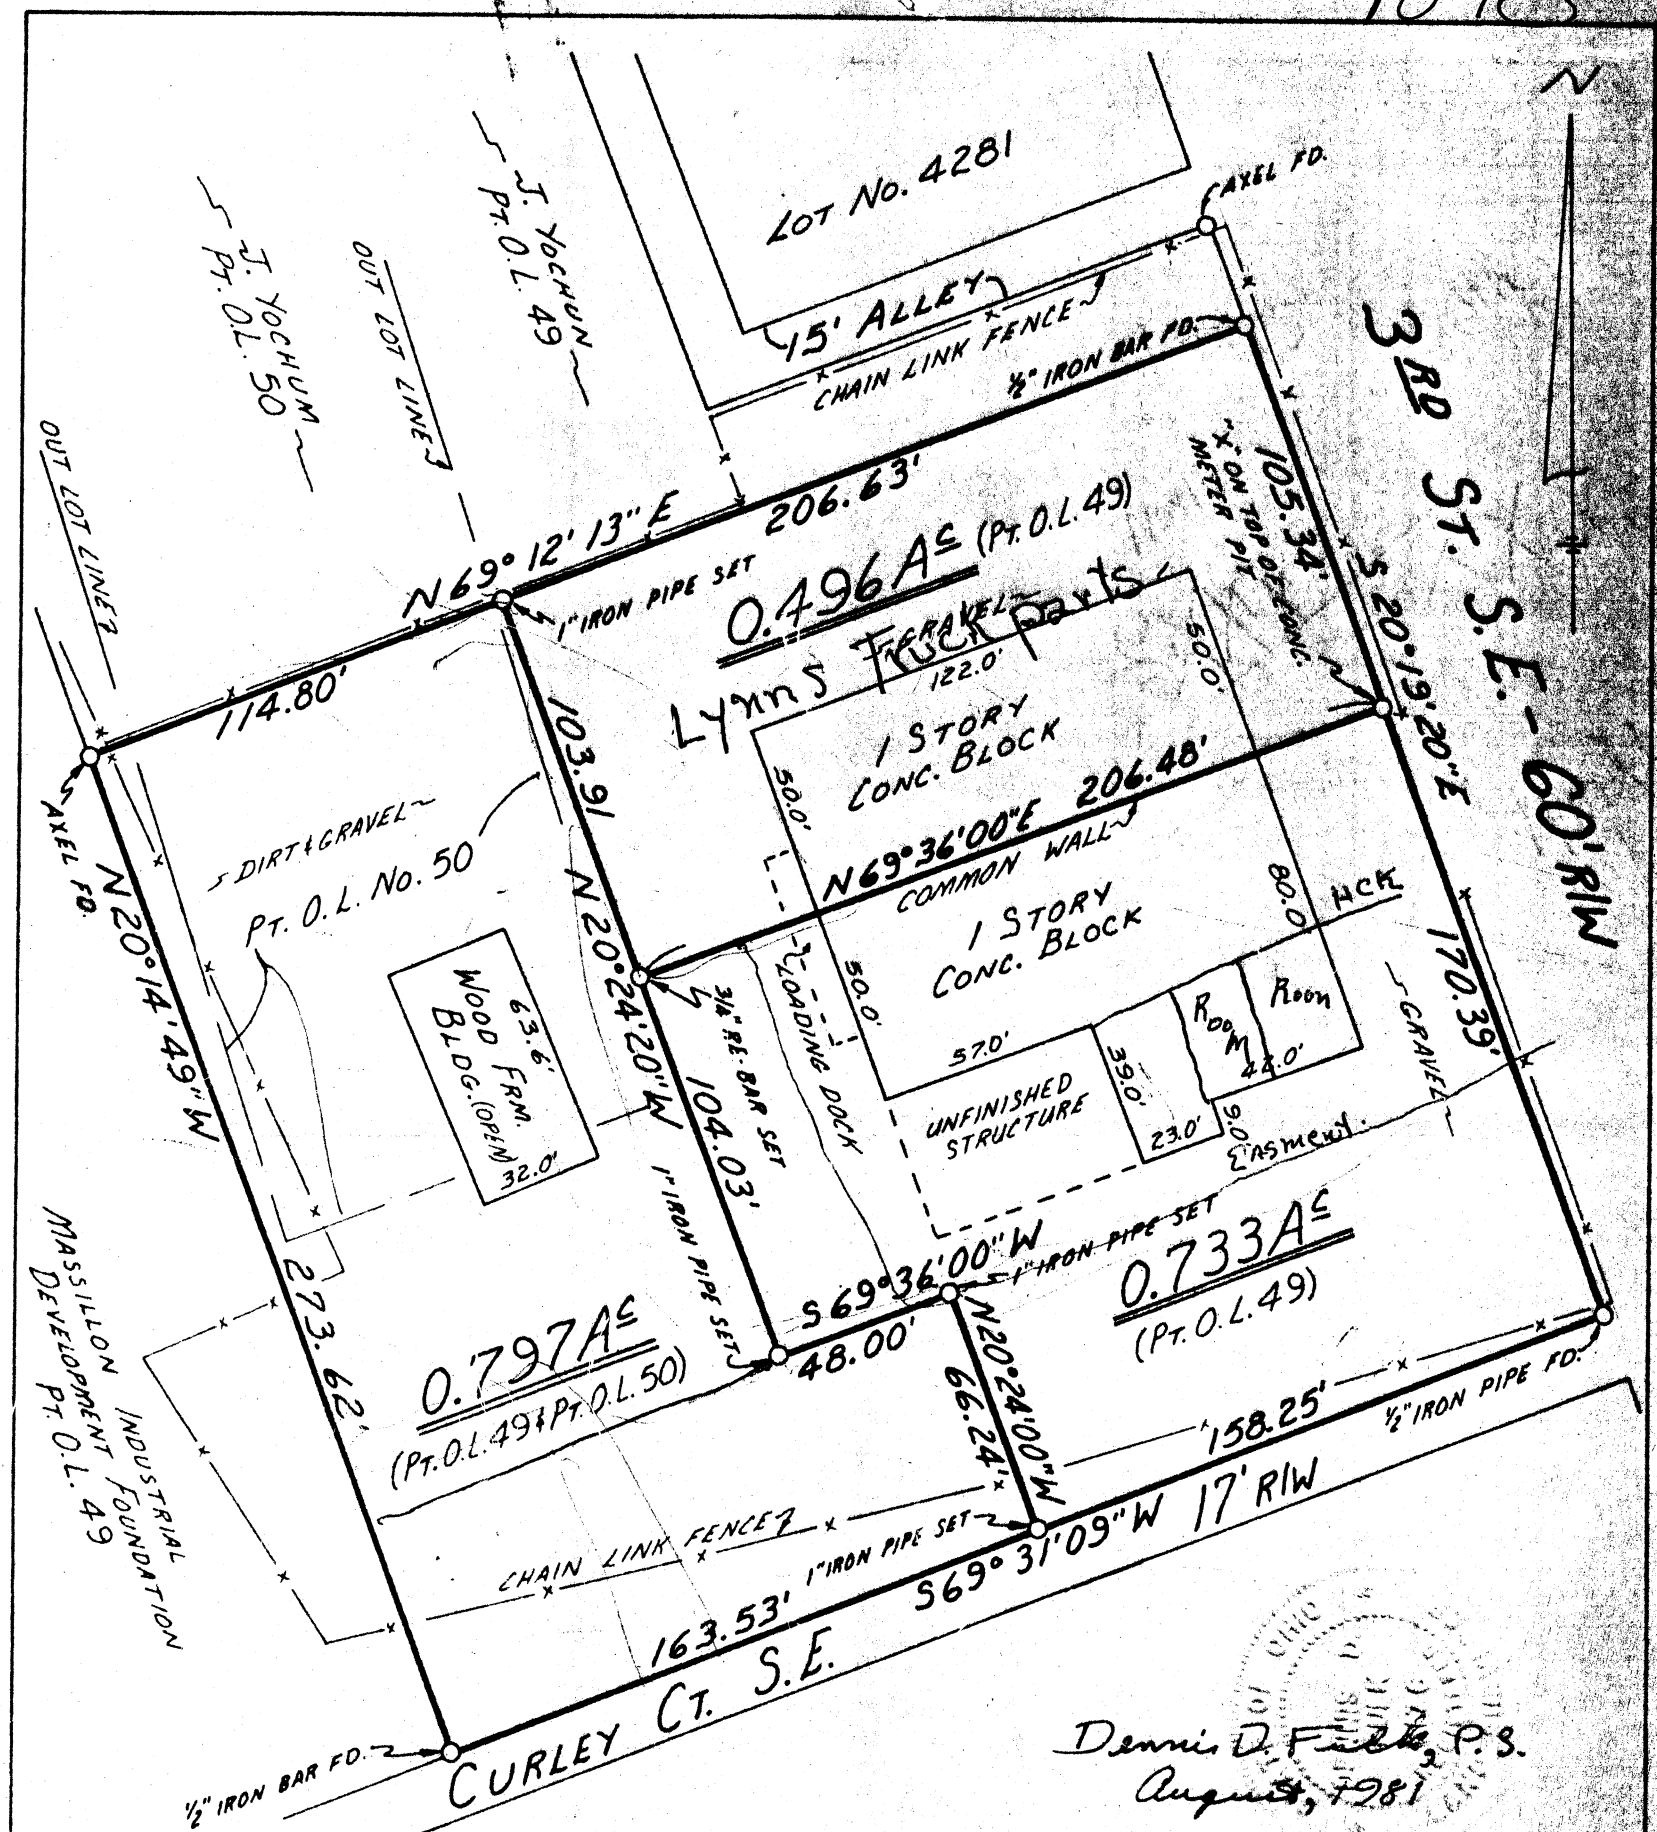 N
LOT No. 4281
AXEL FD.
15' ALLEY
CHAIN LINK FENCE
1/2" IRON BAR FD.
J. YOCHUN
PT. O.L. 49
OUT LOT LINE
J. YOCHUM
PT. O.L. 50
OUT LOT LINE
3RD ST. S.E. - 60' R/W
N 69° 12' 13" E
206.63'
105.34'
S 20° 19' 20" E
"X" ON TOP OF CONC.
METER PIT
1" IRON PIPE SET
0.496 Ac (PT. O.L. 49)
GRAVEL
Lynns Truck Parts
122.0'
50.0'
114.80'
103.91
1 STORY
CONC. BLOCK
50.0'
N 69° 36' 00" E 206.48'
COMMON WALL
AXEL FD.
DIRT & GRAVEL
PT. O.L. No. 50
N 20° 14' 49" W
273.62'
63.6'
WOOD FRM.
BLDG. (OPEN)
32.0'
N 20° 24' 20" W
104.03'
3/4" RE-BAR SET
LOADING DOCK
1 STORY
CONC. BLOCK
50.0'
80.0'
HCK
57.0'
39.0'
Room
Roon
42.0'
23.0'
9.0'
UNFINISHED
STRUCTURE
GRAVEL
170.39'
Easment.
1" IRON PIPE SET
S 69° 36' 00" W
48.00'
1" IRON PIPE SET
0.733 Ac
(PT. O.L. 49)
N 20° 24' 00" W
66.24'
0.797 Ac
(PT. O.L. 49 & PT. O.L. 50)
MASSILLON INDUSTRIAL
DEVELOPMENT FOUNDATION
PT. O.L. 49
158.25'
1/2" IRON PIPE FD.
CHAIN LINK FENCE
1" IRON PIPE SET
163.53'
S 69° 31' 09" W 17' R/W
CURLEY CT. S.E.
1/2" IRON BAR FD.
Dennis D. Fulk, P.S.
August, 1981